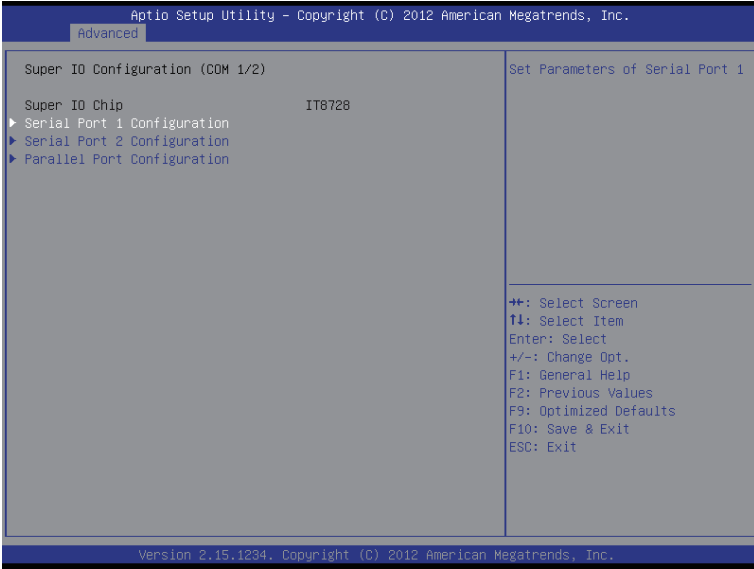 Aptio Setup Utility – Copyright (C) 2012 American Megatrends, Inc.
Advanced
Super IO Configuration (COM 1/2)
Super IO Chip IT8728
▶ Serial Port 1 Configuration
▶ Serial Port 2 Configuration
▶ Parallel Port Configuration
Set Parameters of Serial Port 1
→←: Select Screen
↑↓: Select Item
Enter: Select
+/-: Change Opt.
F1: General Help
F2: Previous Values
F9: Optimized Defaults
F10: Save & Exit
ESC: Exit
Version 2.15.1234. Copyright (C) 2012 American Megatrends, Inc.